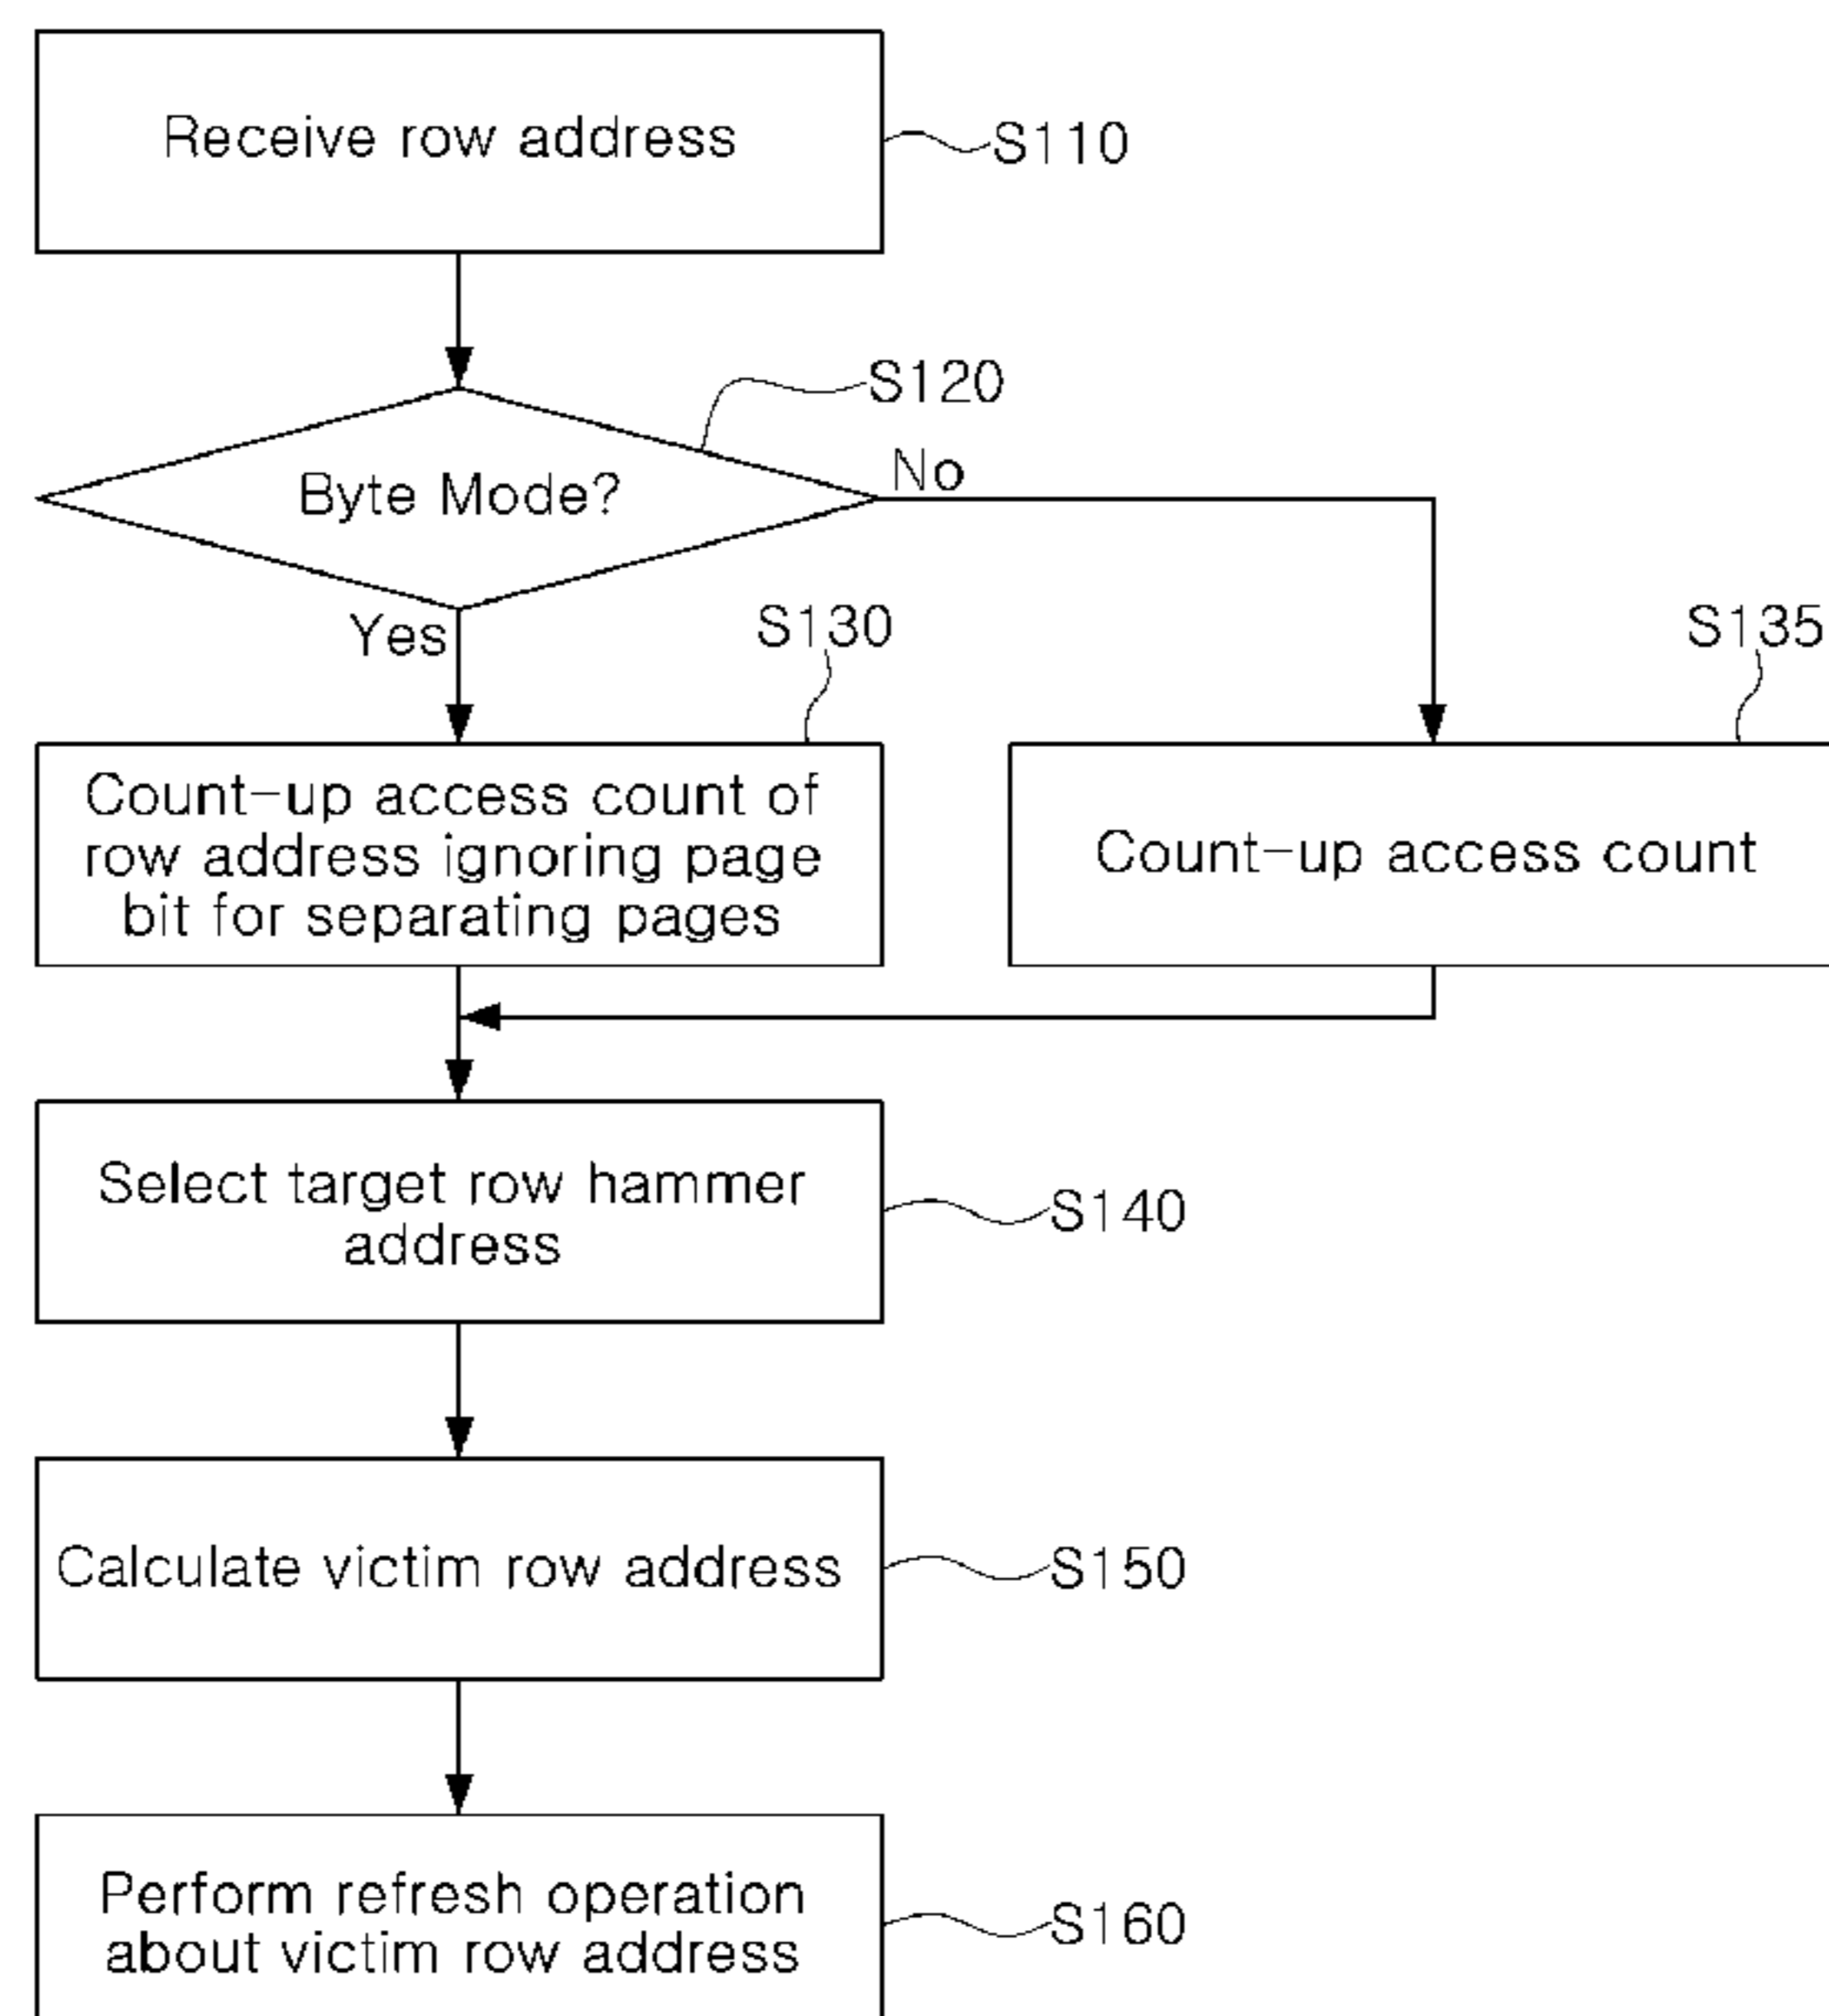 Receive row address
S110
S120
Byte Mode?
No
Yes
S130
S135
Count-up access count of
row address ignoring page
bit for separating pages
Count-up access count
Select target row hammer
address
S140
Calculate victim row address
S150
Perform refresh operation
about victim row address
S160